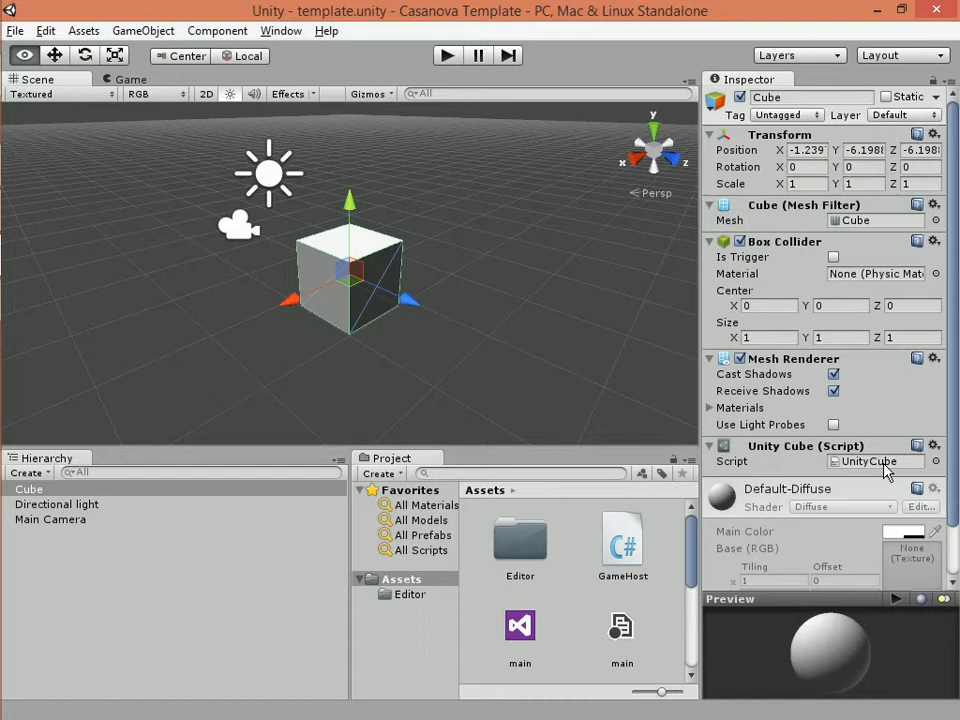 Unity - template.unity - Casanova Template - PC, Mac & Linux Standalone
File Edit Assets GameObject Component Window Help
Center Local Layers Layout
Scene Game
Textured RGB 2D Effects Gizmos All
y
x z
Persp
Inspector
Cube Static
Tag Untagged Layer Default
Transform
Position X -1.239 Y -6.198 Z -6.198
Rotation X 0 Y 0 Z 0
Scale X 1 Y 1 Z 1
Cube (Mesh Filter)
Mesh Cube
Box Collider
Is Trigger
Material None (Physic Mat
Center
X 0 Y 0 Z 0
Size
X 1 Y 1 Z 1
Mesh Renderer
Cast Shadows
Receive Shadows
Materials
Use Light Probes
Unity Cube (Script)
Script UnityCube
Default-Diffuse
Shader Diffuse Edit...
Main Color
Base (RGB)
None
(Texture)
Tiling Offset
x 1 0
Preview
Hierarchy
Create All
Cube
Directional light
Main Camera
Project
Create
Favorites
All Materials
All Models
All Prefabs
All Scripts
Assets
Editor
Assets
Editor
C#
GameHost
main
main